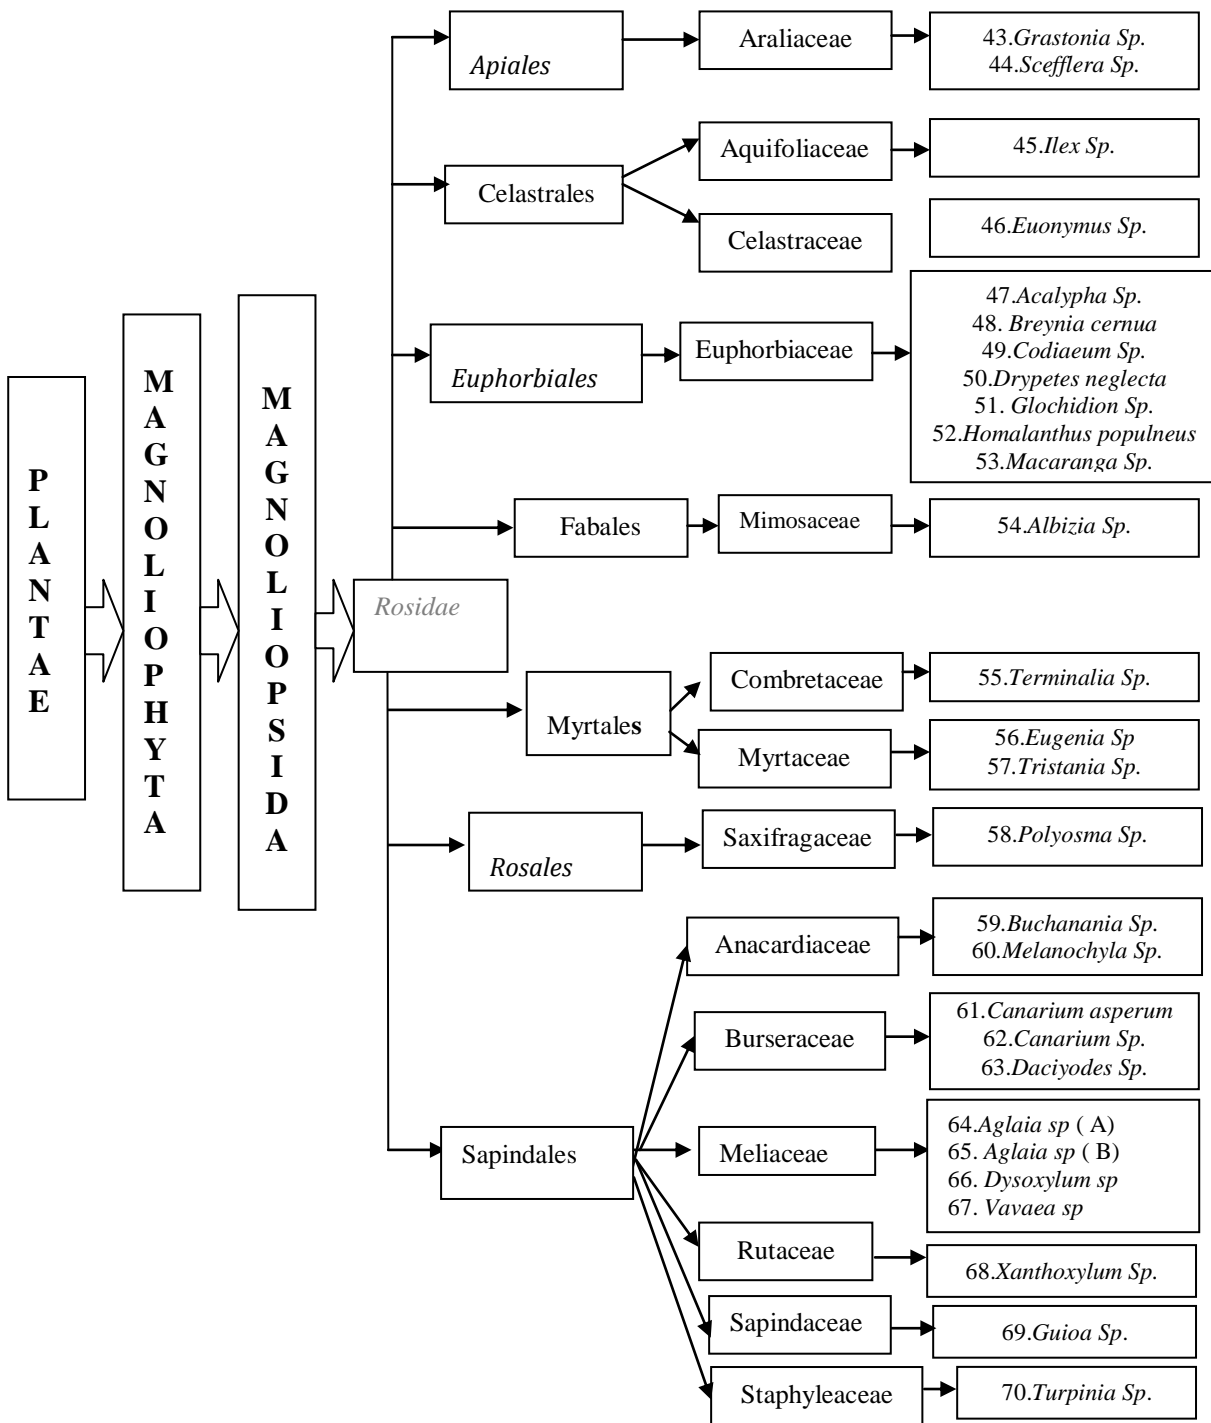 PLANTAE
MAGNOLIOPHYTA
MAGNOLIOPSIDA
Rosidae
Apiales
Araliaceae
43.Grastonia Sp.
44.Scefflera Sp.
Celastrales
Aquifoliaceae
45.Ilex Sp.
Celastraceae
46.Euonymus Sp.
Euphorbiales
Euphorbiaceae
47.Acalypha Sp.
48. Breynia cernua
49.Codiaeum Sp.
50.Drypetes neglecta
51. Glochidion Sp.
52.Homalanthus populneus
53.Macaranga Sp.
Fabales
Mimosaceae
54.Albizia Sp.
Myrtales
Combretaceae
55.Terminalia Sp.
Myrtaceae
56.Eugenia Sp
57.Tristania Sp.
Rosales
Saxifragaceae
58.Polyosma Sp.
Sapindales
Anacardiaceae
59.Buchanania Sp.
60.Melanochyla Sp.
Burseraceae
61.Canarium asperum
62.Canarium Sp.
63.Daciyodes Sp.
Meliaceae
64.Aglaia sp ( A)
65. Aglaia sp ( B)
66. Dysoxylum sp
67. Vavaea sp
Rutaceae
68.Xanthoxylum Sp.
Sapindaceae
69.Guioa Sp.
Staphyleaceae
70.Turpinia Sp.